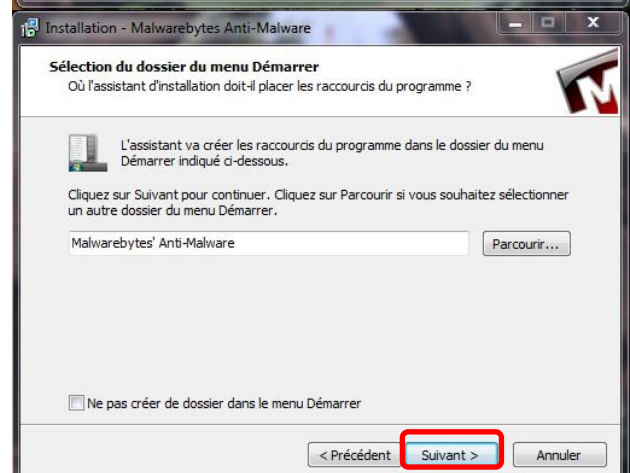 Installation - Malwarebytes Anti-Malware
Sélection du dossier du menu Démarrer
Où l'assistant d'installation doit-il placer les raccourcis du programme ?
L'assistant va créer les raccourcis du programme dans le dossier du menu
Démarrer indiqué ci-dessous.
Cliquez sur Suivant pour continuer. Cliquez sur Parcourir si vous souhaitez sélectionner
un autre dossier du menu Démarrer.
Malwarebytes' Anti-Malware
Parcourir...
Ne pas créer de dossier dans le menu Démarrer
< Précédent
Suivant >
Annuler